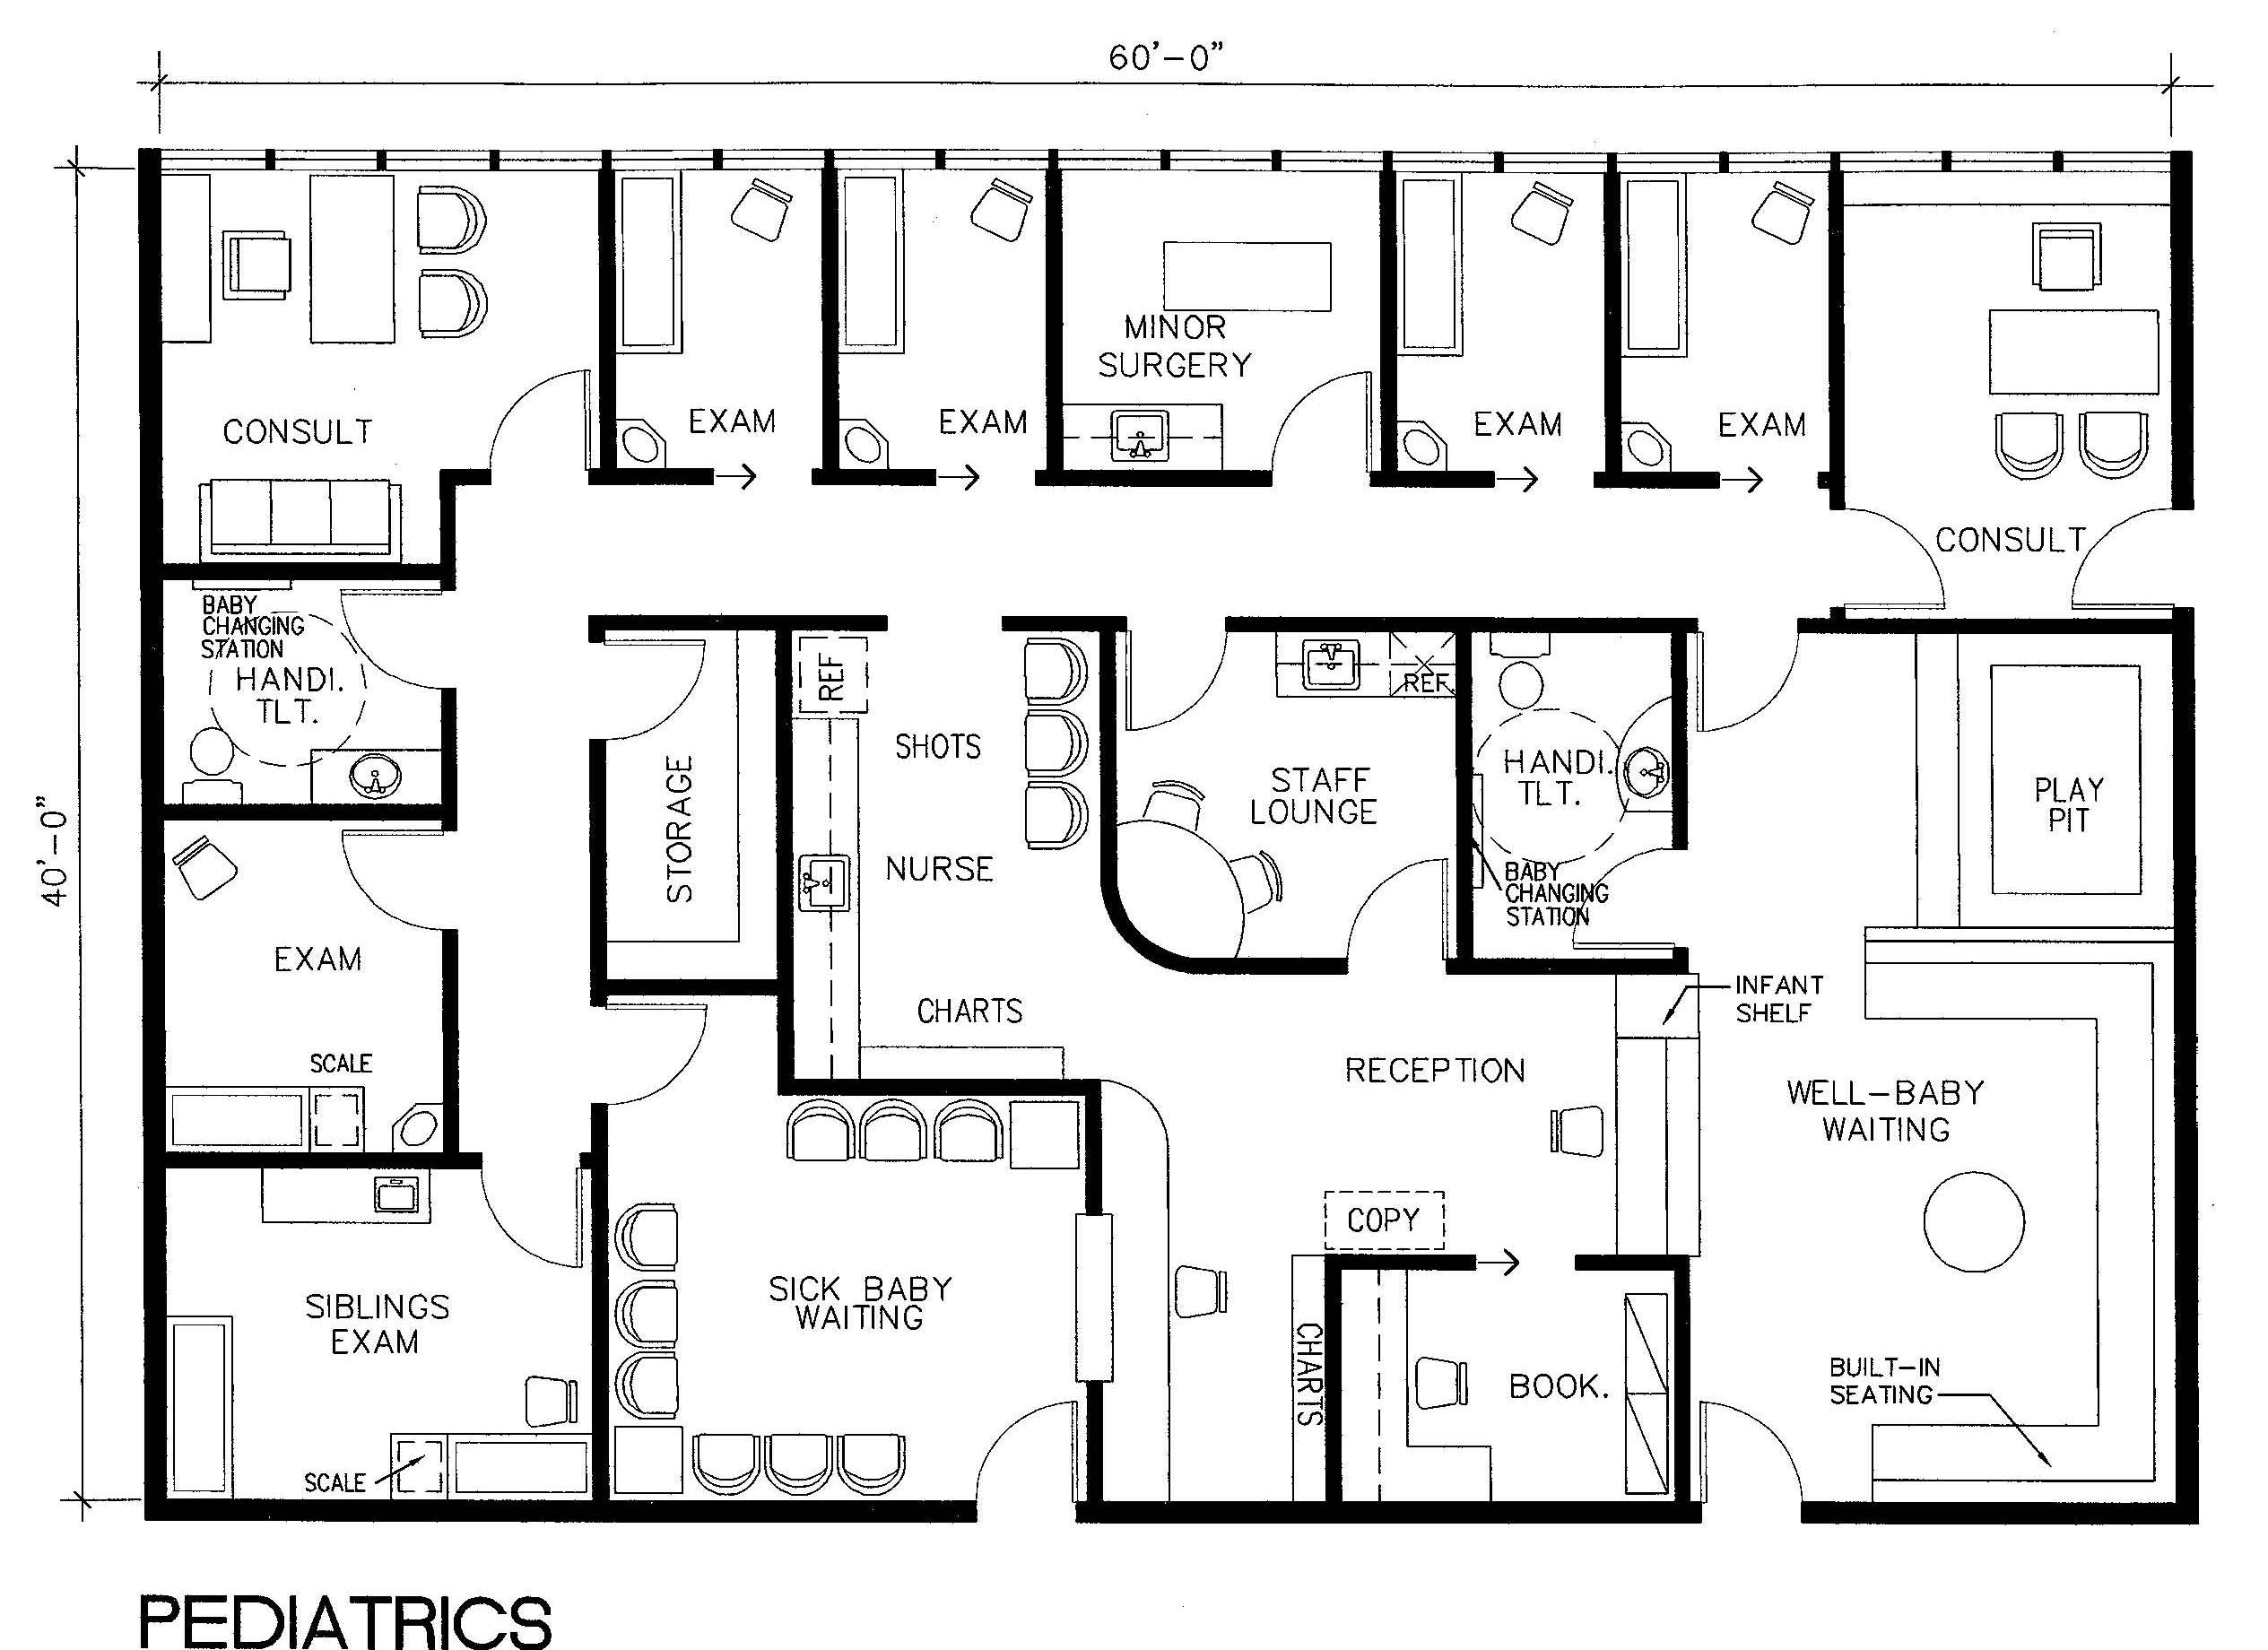 60'-0"
40'-0"
MINOR
SURGERY
CONSULT
EXAM
EXAM
EXAM
EXAM
CONSULT
BABY
CHANGING
STATION
HANDI.
TLT.
REF
SHOTS
STORAGE
NURSE
REF.
STAFF
LOUNGE
HANDI.
TLT.
BABY
CHANGING
STATION
PLAY
PIT
EXAM
SCALE
CHARTS
INFANT
SHELF
RECEPTION
WELL-BABY
WAITING
COPY
SIBLINGS
EXAM
SCALE
SICK BABY
WAITING
CHARTS
BOOK.
BUILT-IN
SEATING
PEDIATRICS